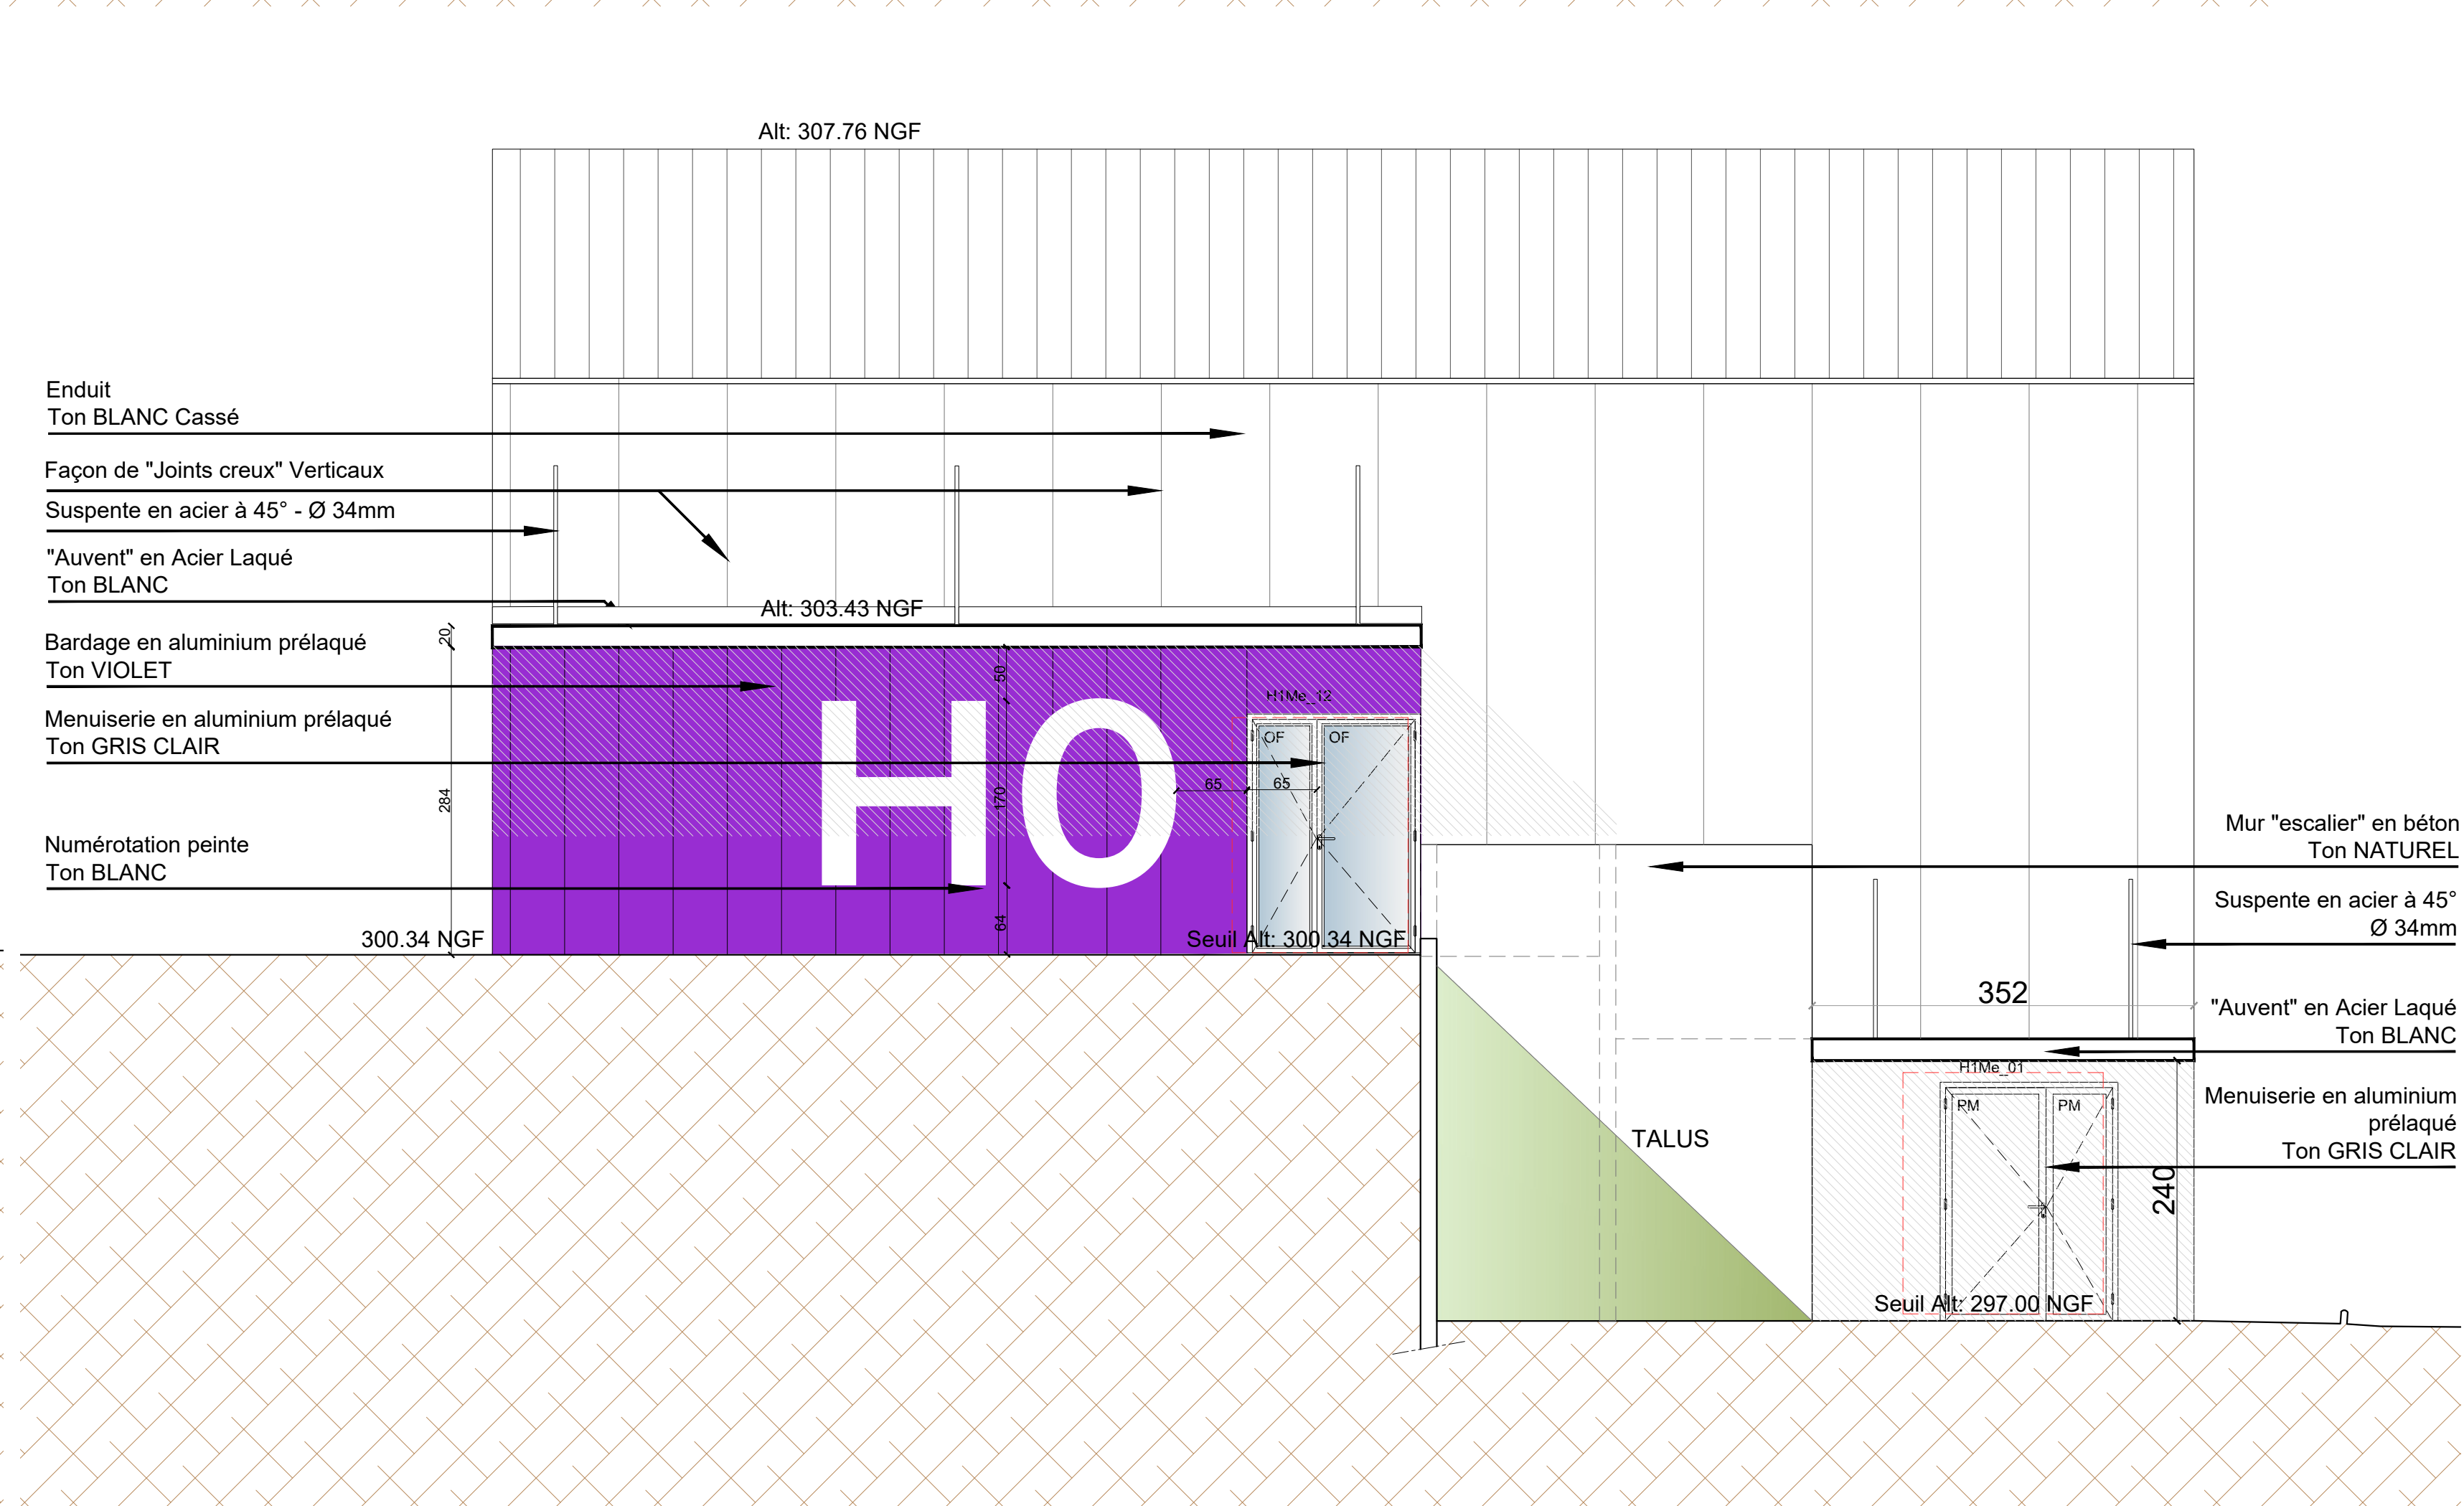 Alt: 307.76 NGF
Enduit
Ton BLANC Cassé
Façon de "Joints creux" Verticaux
Suspente en acier à 45° - Ø 34mm
"Auvent" en Acier Laqué
Ton BLANC
Alt: 303.43 NGF
20
Bardage en aluminium prélaqué
Ton VIOLET
50
H1Me_12
Menuiserie en aluminium prélaqué
Ton GRIS CLAIR
OF
OF
HO
65
65
284
170
Numérotation peinte
Ton BLANC
64
300.34 NGF
Seuil Alt: 300.34 NGF
Mur "escalier" en béton
Ton NATUREL
Suspente en acier à 45°
Ø 34mm
352
"Auvent" en Acier Laqué
Ton BLANC
H1Me_01
Menuiserie en aluminium
prélaqué
Ton GRIS CLAIR
PM
PM
TALUS
240
Seuil Alt: 297.00 NGF